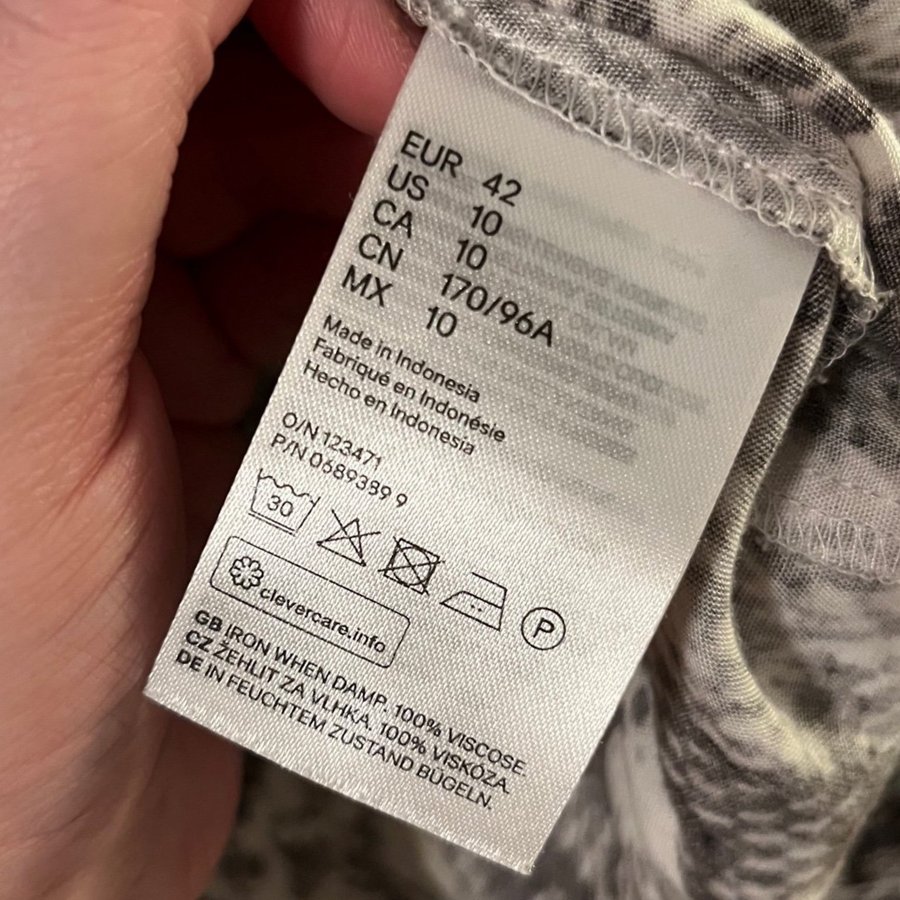 EUR 42
US 10
CA 10
CN 170/96A
MX 10
Made in Indonesia
Fabriqué en Indonésie
Hecho en Indonesia
O/N 123471
P/N 0689389 9
30
P
clevercare.info
GB IRON WHEN DAMP. 100% VISCOSE.
CZ ŽEHLIT ZA VLHKA. 100% VISKÓZA
DE IN FEUCHTEM ZUSTAND BÜGELN.